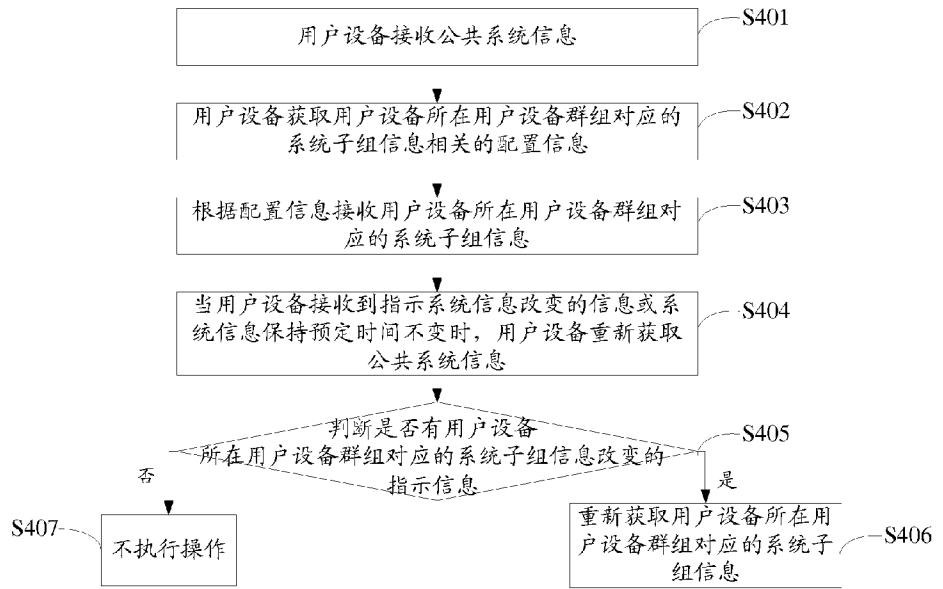 用户设备接收公共系统信息
S401
用户设备获取用户设备所在用户设备群组对应的
系统子组信息相关的配置信息
S402
根据配置信息接收用户设备所在用户设备群组对
应的系统子组信息
S403
当用户设备接收到指示系统信息改变的信息或系
统信息保持预定时间不变时，用户设备重新获取
公共系统信息
S404
判断是否有用户设备
所在用户设备群组对应的系统子组信息改变的
指示信息
S405
否
是
S407
不执行操作
重新获取用户设备所在用
户设备群组对应的系统子
组信息
S406